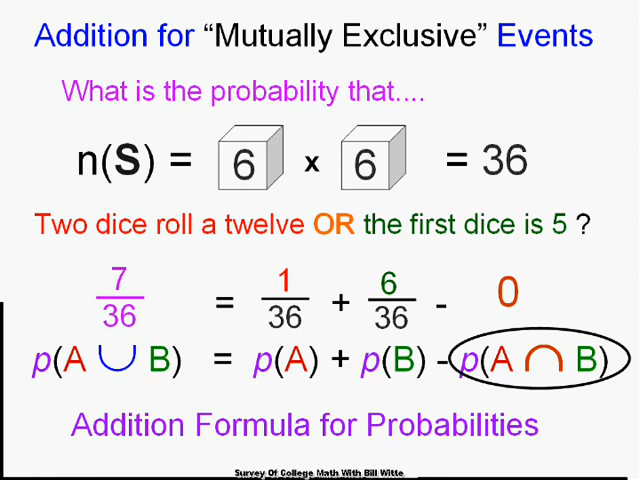 Addition for “Mutually Exclusive” Events
What is the probability that....
n(S) = 6 x 6 = 36
Two dice roll a twelve OR the first dice is 5 ?
7/36 = 1/36 + 6/36 - 0
p(A ∪ B) = p(A) + p(B) - p(A ∩ B)
Addition Formula for Probabilities
Survey Of College Math With Bill Witte